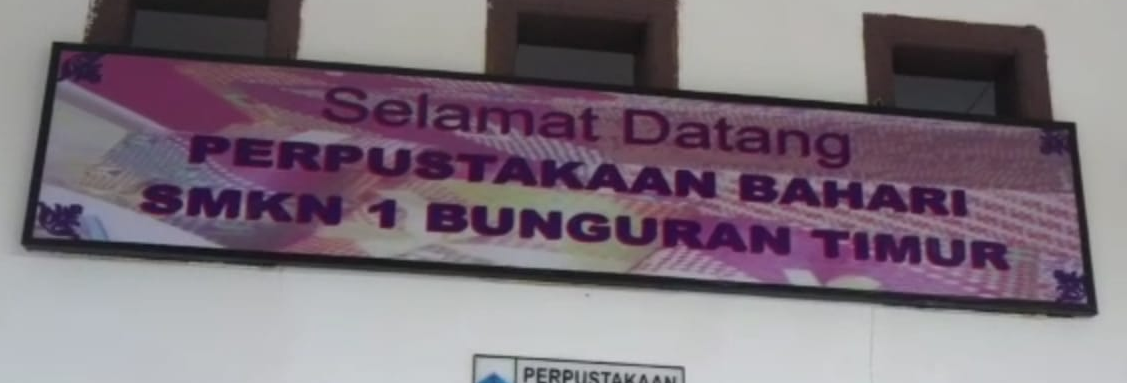 Selamat Datang
PERPUSTAKAAN BAHARI
SMKN 1 BUNGURAN TIMUR
PERPUSTAKAAN